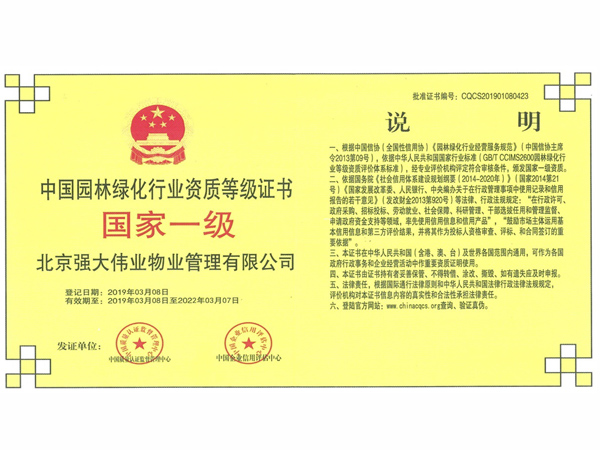 中国园林绿化行业资质等级证书
国家一级
北京强大伟业物业管理有限公司
登记日期：2019年03月08日
有效期至：2019年03月08日至2022年03月07日
发证单位：
中国质量认证监督管理中心
中国企业信用评估中心
批准证书编号：CQCS201901080423
说 明
一、根据中国信协（全国性信用协）《园林绿化行业经营服务规范》（中国信协主席
令2013第09号），依据中华人民共和国国家行业标准（GB/T CCIMS2600园林绿化行
业等级资质评价体系标准），经专业评价机构评定符合审核条件，颁发国家一级资质。
二、依据国务院《社会信用体系建设规划纲要（2014-2020年）》（国发2014第21
号）《国家发展改革委、人民银行、中央编办关于在行政管理事项中使用记录和信用
报告的若干意见》（发改财金2013第920号）等法律、行政法规规定：“在行政许可、
政府采购、招标投标、劳动就业、社会保障、科研管理、干部选拔任用和管理监督、
申请政府资金支持等领域，率先使用信用信息和信用产品”，“鼓励市场主体运用基
本信用信息和第三方评价结果，并将其作为投标人资格审查、评标、和合同签订的
重要依据”。
三、本证书在中华人民共和国（含港、澳、台）及世界各国范围内通用，可作为各国
政府行政事务和企业经营活动中作重要资质证明使用。
四、本证书由证书持有者妥善保管、不得转借、涂改、撕毁、如有遗失应及时申报。
五、法律责任，根据国际通行法律原则和中华人民共和国法律行政法律法规规定，
评价机构对本证书信息内容的真实性和合法性承担法律责任。
六、登陆官方网站：www.chinacqcs.org查询、验证真伪。